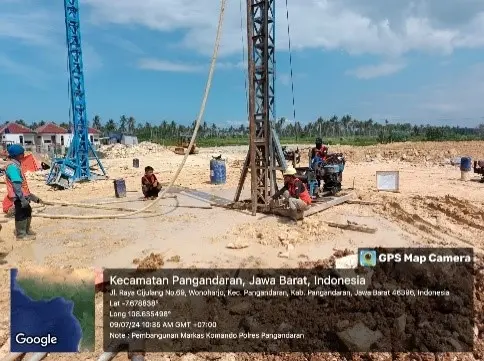 GPS Map Camera
Kecamatan Pangandaran, Jawa Barat, Indonesia
Jl. Raya Cijulang No.69, Wonoharjo, Kec. Pangandaran, Kab. Pangandaran, Jawa Barat 46396, Indonesia
Lat -7.678838°
Long 108.635498°
09/07/24 10:35 AM GMT +07:00
Note : Pembangunan Markas Komando Polres Pangandaran
Google